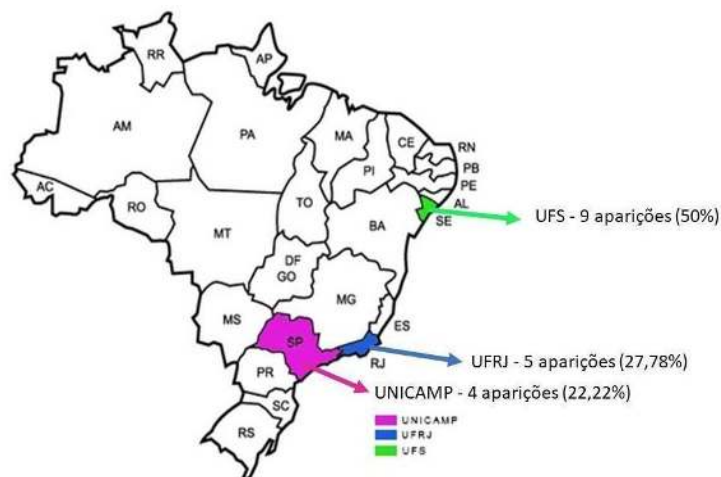 RR
AP
AM
PA
MA
CE
RN
PI
PB
PE
AC
AL
RO
TO
SE
UFS - 9 aparições (50%)
MT
BA
DF
GO
MG
MS
ES
SP
UFRJ - 5 aparições (27,78%)
RJ
PR
UNICAMP - 4 aparições (22,22%)
SC
UNICAMP
RS
UFRJ
UFS